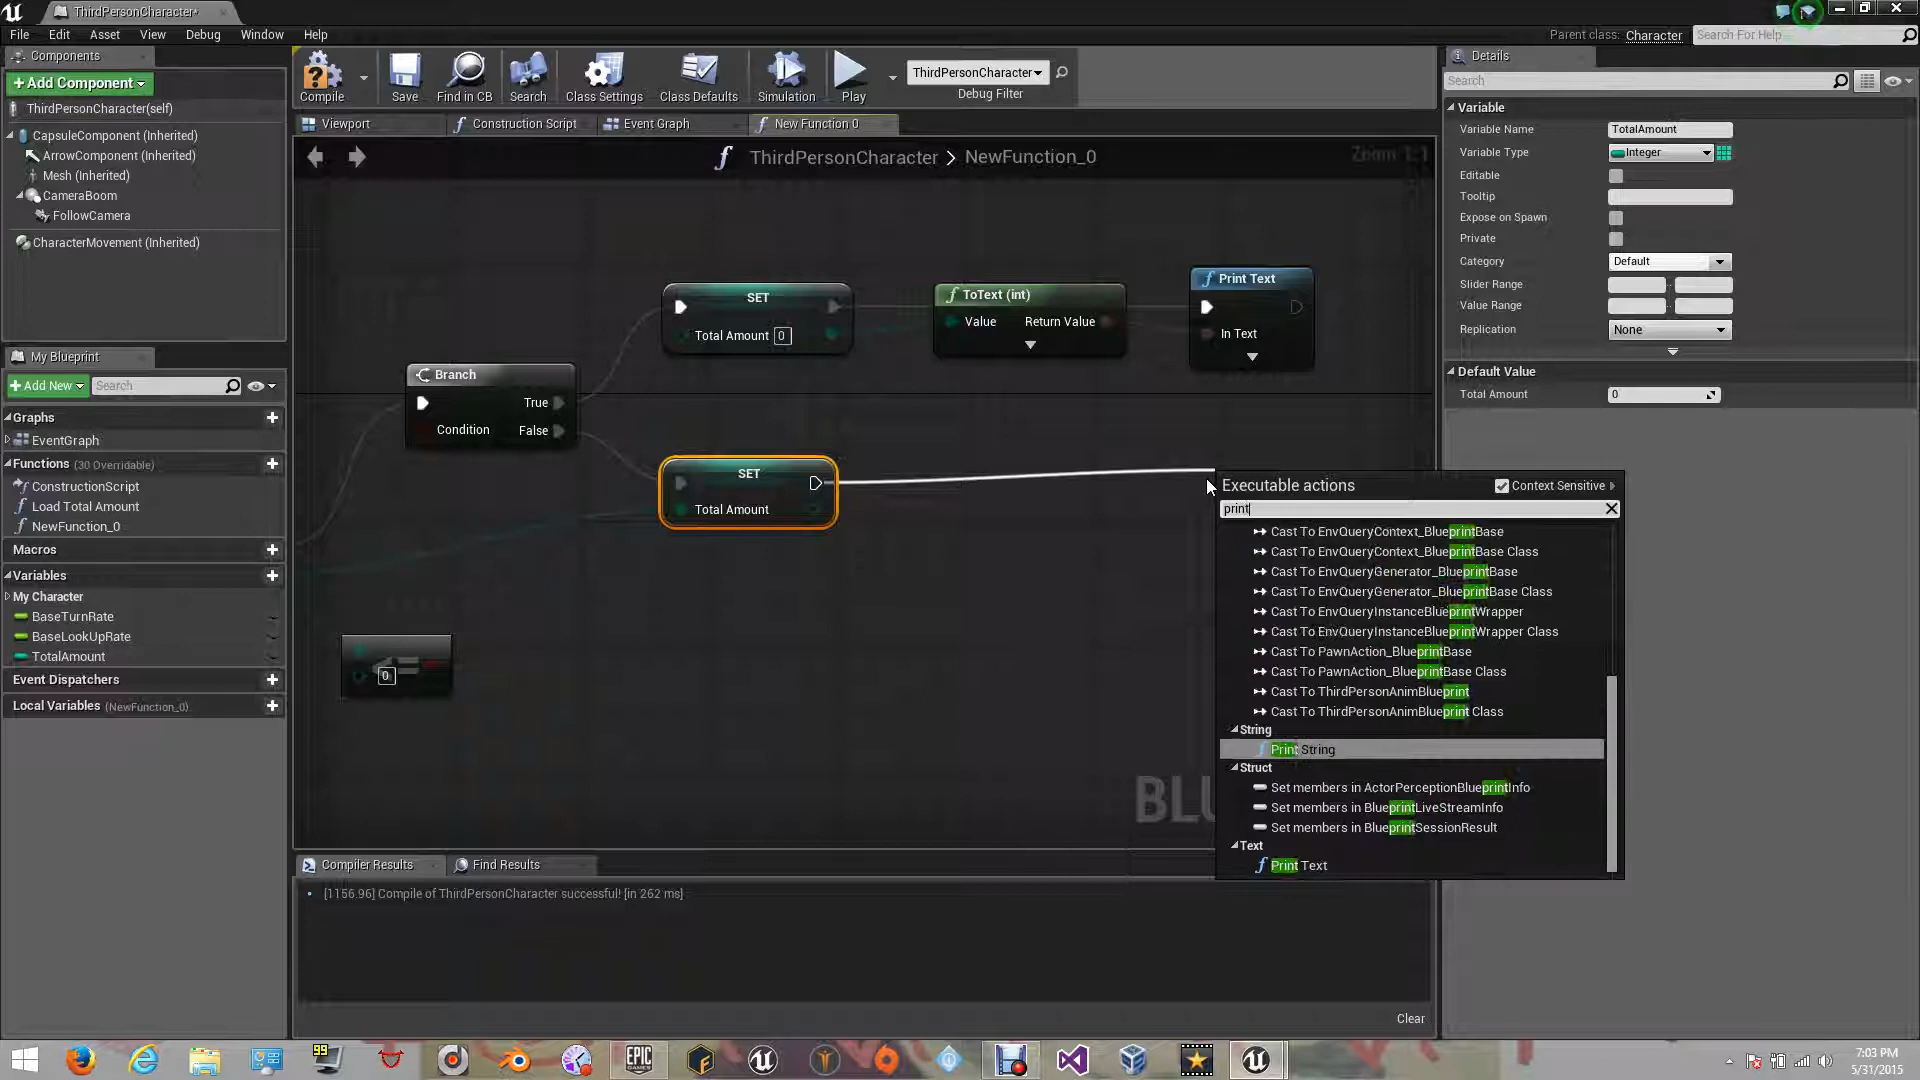 ThirdPersonCharacter*
File Edit Asset View Debug Window Help
Parent class: Character Search For Help
Components
+Add Component
ThirdPersonCharacter(self)
CapsuleComponent (Inherited)
ArrowComponent (Inherited)
Mesh (Inherited)
CameraBoom
FollowCamera
CharacterMovement (Inherited)
My Blueprint
+Add New Search
Graphs
EventGraph
Functions (30 Overridable)
ConstructionScript
Load Total Amount
NewFunction_0
Macros
Variables
My Character
BaseTurnRate
BaseLookUpRate
TotalAmount
Event Dispatchers
Local Variables (NewFunction_0)
Compile Save Find in CB Search Class Settings Class Defaults Simulation Play
ThirdPersonCharacter
Debug Filter
Viewport Construction Script Event Graph New Function 0
ThirdPersonCharacter > NewFunction_0
Zoom 1:1
SET
Total Amount 0
ToText (int)
Value Return Value
Print Text
In Text
Branch
True
Condition False
SET
Total Amount
0
BLU
Executable actions Context Sensitive
print
Cast To EnvQueryContext_BlueprintBase
Cast To EnvQueryContext_BlueprintBase Class
Cast To EnvQueryGenerator_BlueprintBase
Cast To EnvQueryGenerator_BlueprintBase Class
Cast To EnvQueryInstanceBlueprintWrapper
Cast To EnvQueryInstanceBlueprintWrapper Class
Cast To PawnAction_BlueprintBase
Cast To PawnAction_BlueprintBase Class
Cast To ThirdPersonAnimBlueprint
Cast To ThirdPersonAnimBlueprint Class
String
Print String
Struct
Set members in ActorPerceptionBlueprintInfo
Set members in BlueprintLiveStreamInfo
Set members in BlueprintSessionResult
Text
Print Text
Compiler Results Find Results
[1156.96] Compile of ThirdPersonCharacter successful! [in 262 ms]
Clear
Details
Search
Variable
Variable Name TotalAmount
Variable Type Integer
Editable
Tooltip
Expose on Spawn
Private
Category Default
Slider Range
Value Range
Replication None
Default Value
Total Amount 0
99
EPIC GAMES
7:03 PM
5/31/2015